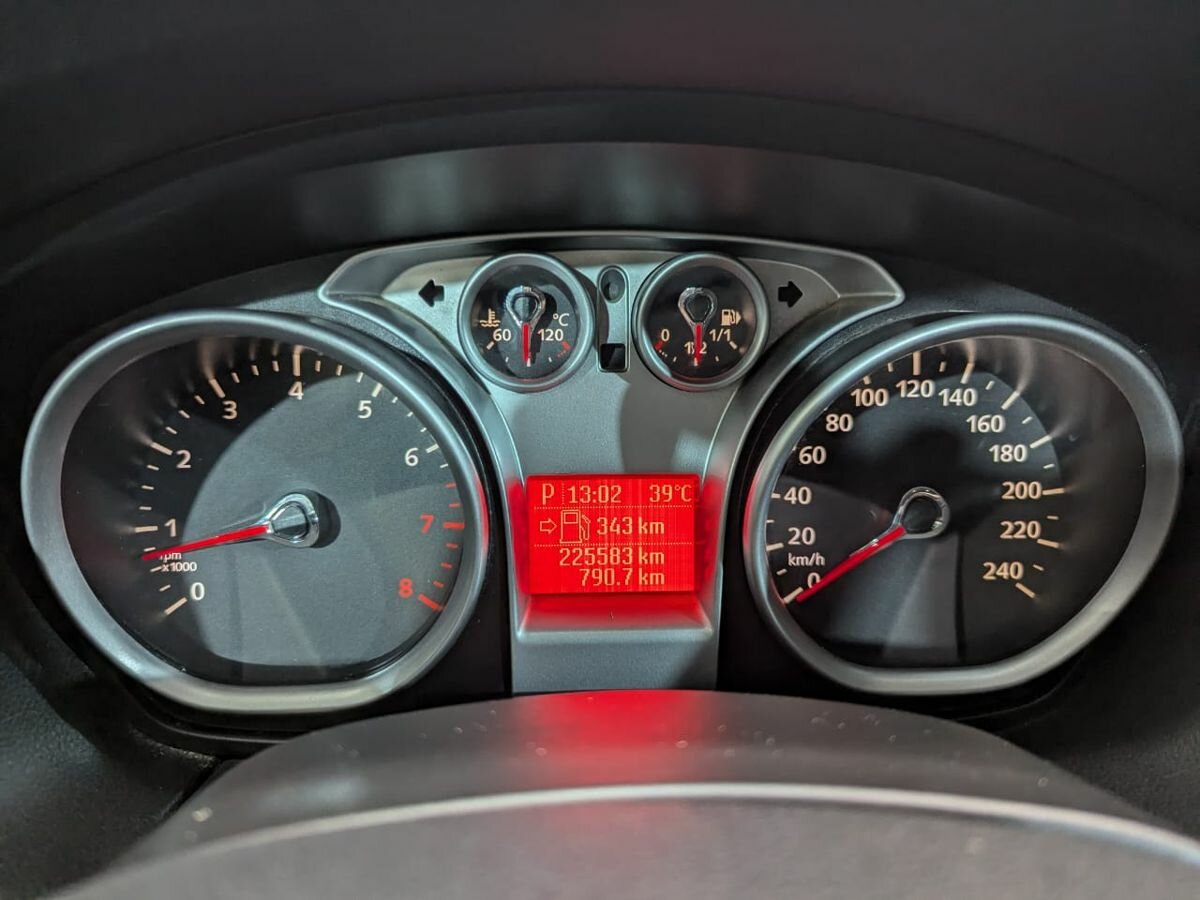 60 120 °C
0 1/2 1/1
0 1 2 3 4 5 6 7 8
rpm
x1000
P 13:02 39°C
343 km
225583 km
790.7 km
0 20 40 60 80 100 120 140 160 180 200 220 240
km/h